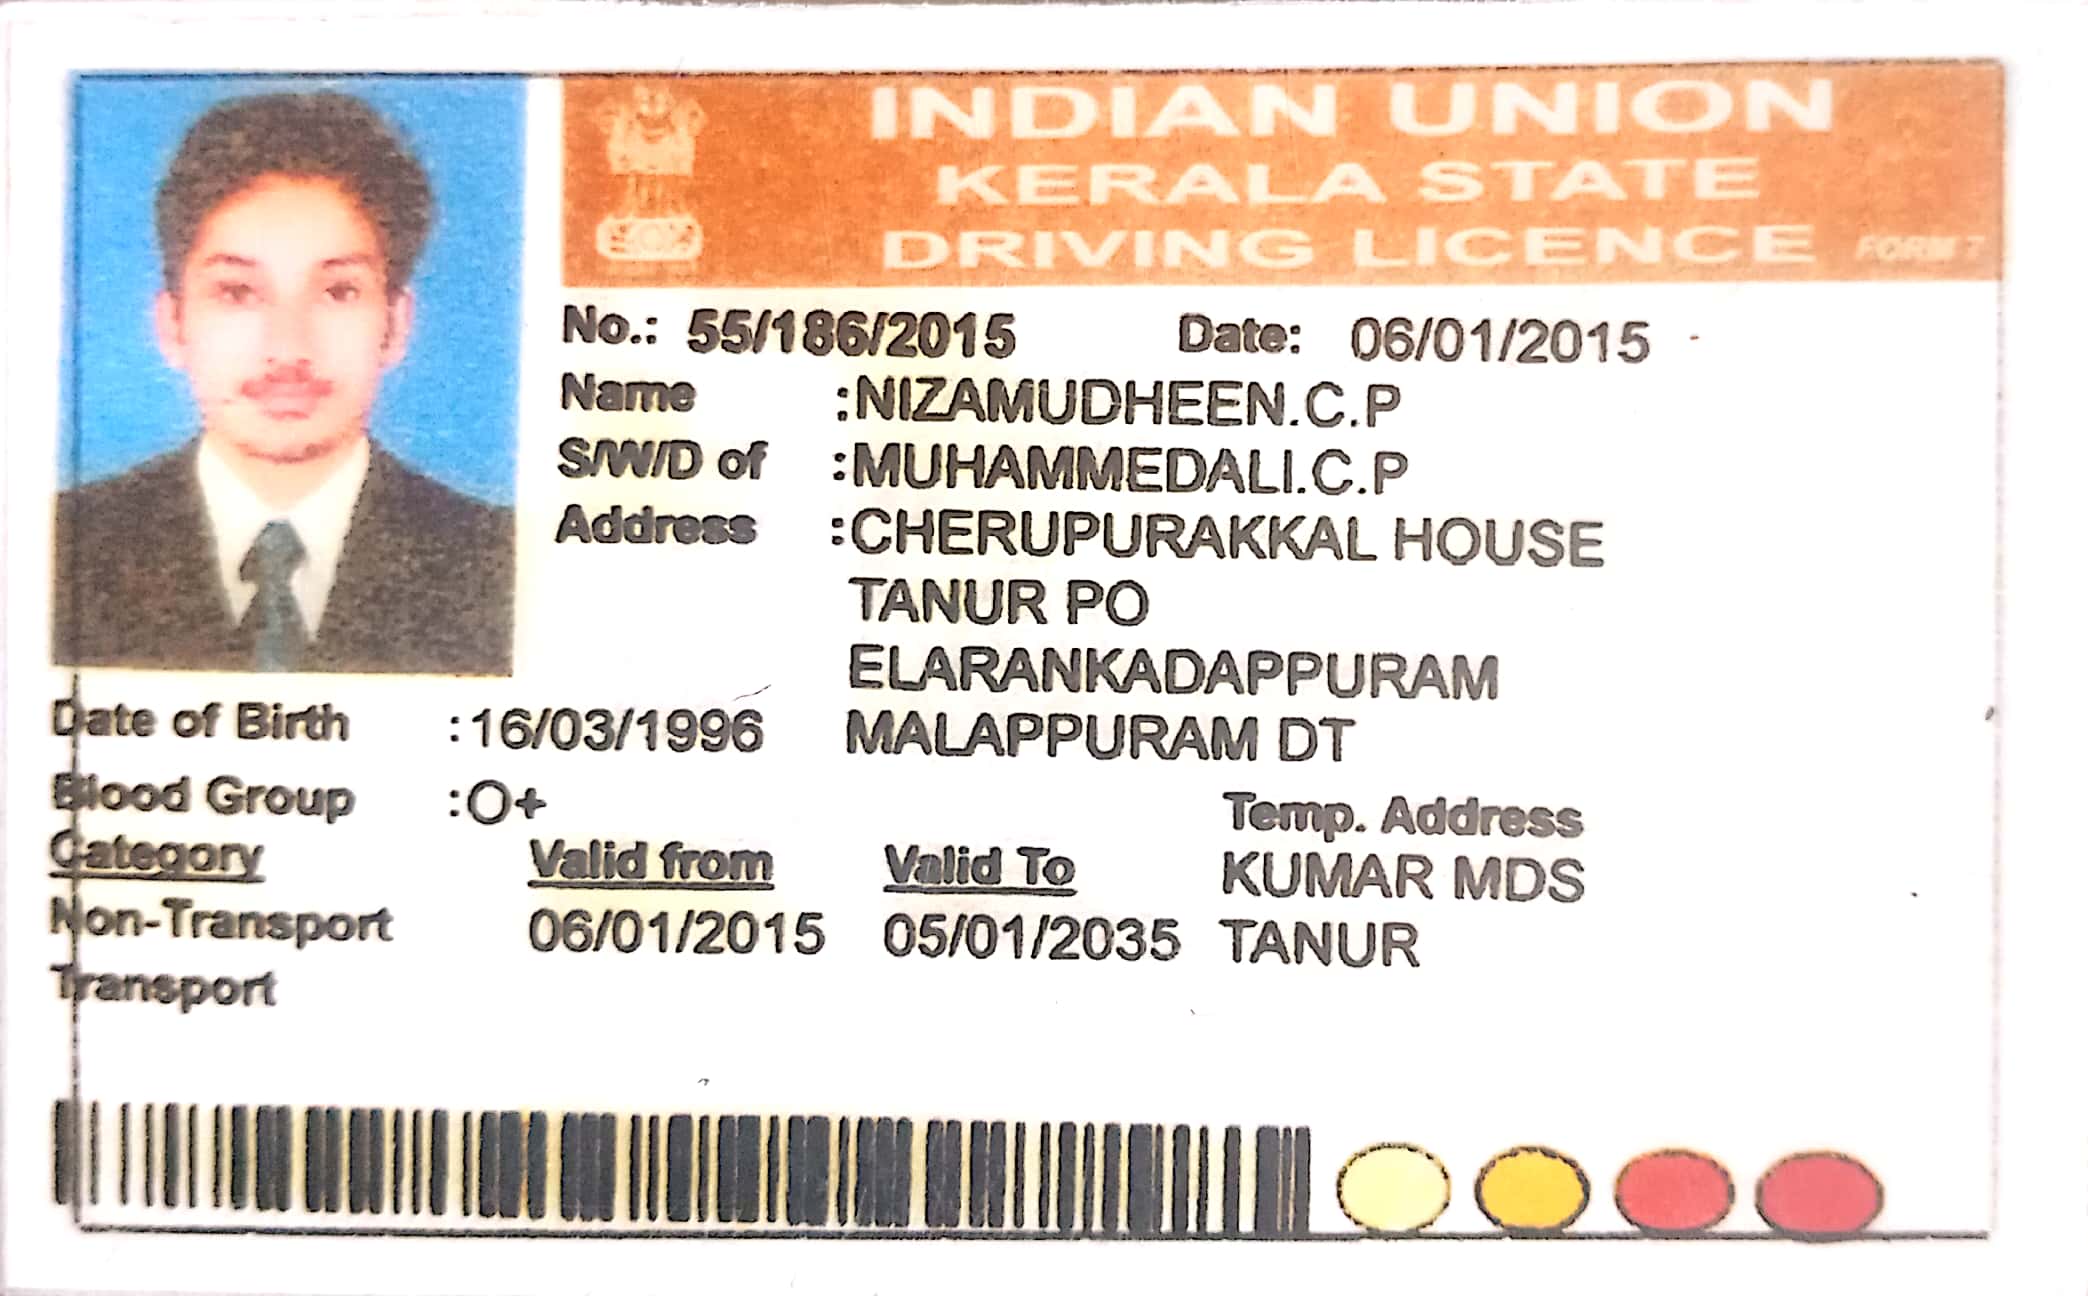 INDIAN UNION
KERALA STATE
DRIVING LICENCE FORM 7
No.: 55/186/2015 Date: 06/01/2015
Name :NIZAMUDHEEN.C.P
S/W/D of :MUHAMMEDALI.C.P
Address :CHERUPURAKKAL HOUSE
TANUR PO
ELARANKADAPPURAM
MALAPPURAM DT
Date of Birth :16/03/1996
Blood Group :O+
Temp. Address
KUMAR MDS
TANUR
Category Valid from Valid To
Non-Transport 06/01/2015 05/01/2035
Transport